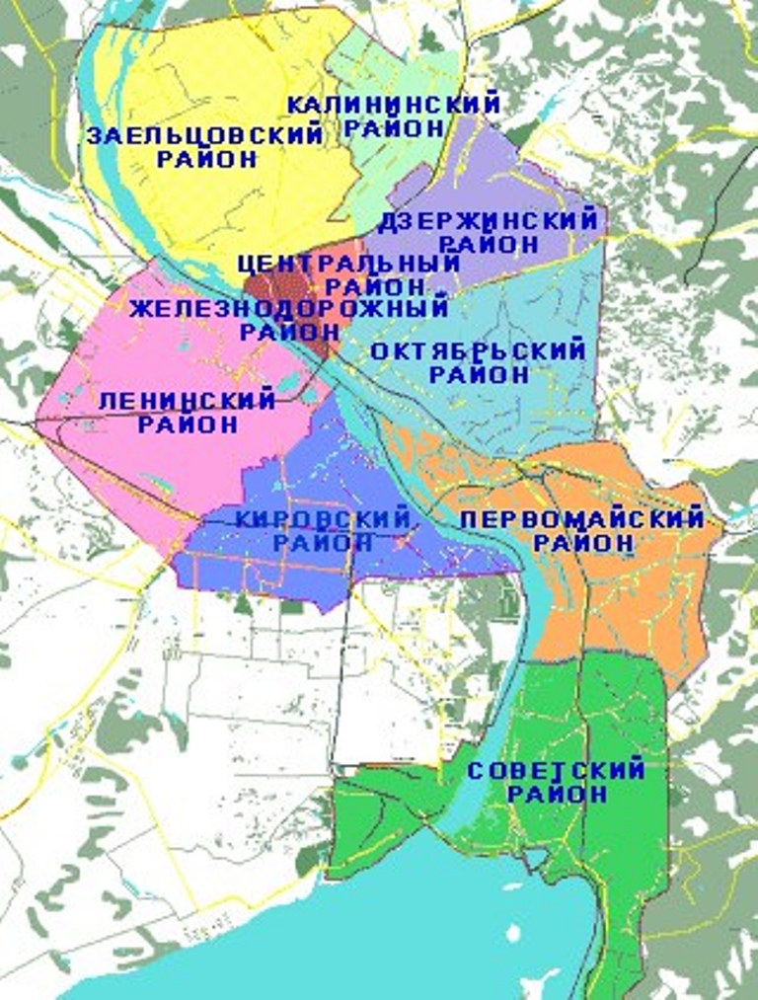 КАЛИНИНСКИЙ
РАЙОН
ЗАЕЛЬЦОВСКИЙ
РАЙОН
ДЗЕРЖИНСКИЙ
РАЙОН
ЦЕНТРАЛЬНЫЙ
РАЙОН
ЖЕЛЕЗНОДОРОЖНЫЙ
РАЙОН
ОКТЯБРЬСКИЙ
РАЙОН
ЛЕНИНСКИЙ
РАЙОН
КИРОВСКИЙ
РАЙОН
ПЕРВОМАЙСКИЙ
РАЙОН
СОВЕТСКИЙ
РАЙОН